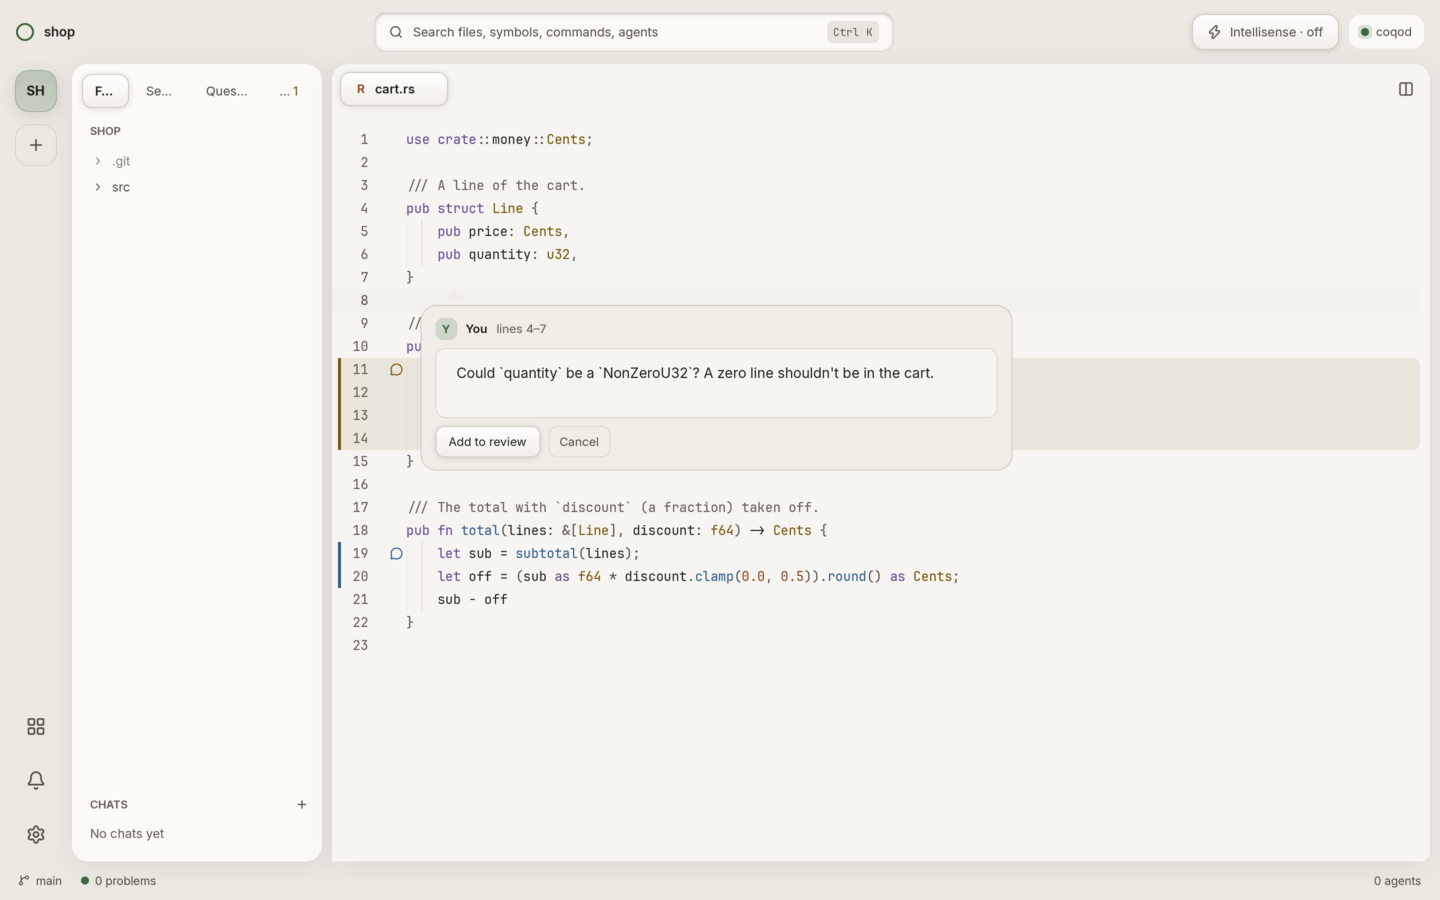 shop
Search files, symbols, commands, agents
Ctrl K
Intellisense · off
coqod
SH
F...
Se...
Ques...
... 1
R cart.rs
SHOP
.git
src
1 use crate::money::Cents;
2
3 /// A line of the cart.
4 pub struct Line {
5 pub price: Cents,
6 pub quantity: u32,
7 }
8
9 //
10 pu
11
12
13
14
15 }
Y You lines 4–7
Could `quantity` be a `NonZeroU32`? A zero line shouldn't be in the cart.
Add to review
Cancel
16
17 /// The total with `discount` (a fraction) taken off.
18 pub fn total(lines: &[Line], discount: f64) -> Cents {
19 let sub = subtotal(lines);
20 let off = (sub as f64 * discount.clamp(0.0, 0.5)).round() as Cents;
21 sub - off
22 }
23
CHATS
No chats yet
main
0 problems
0 agents